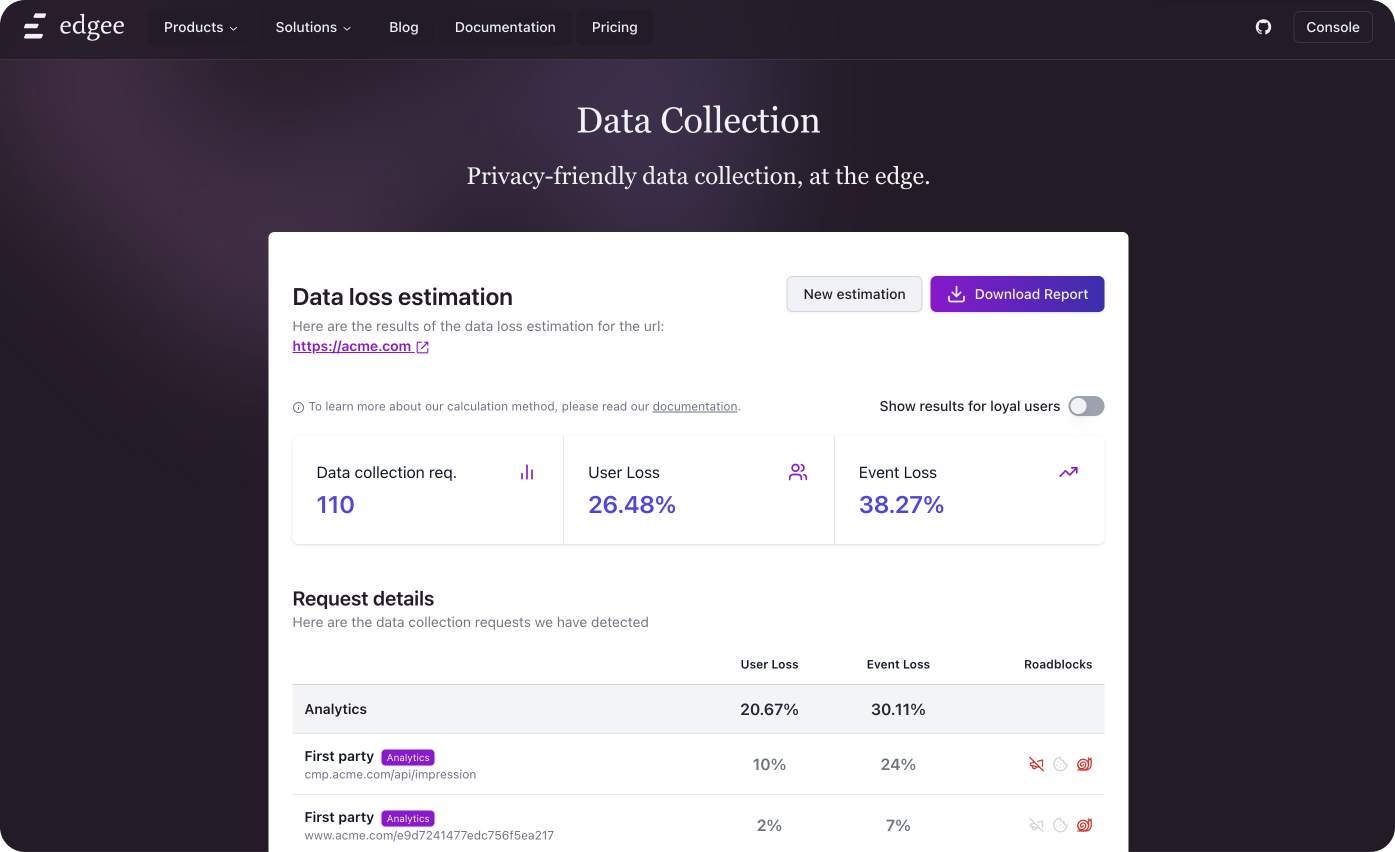 edgee Products Solutions Blog Documentation Pricing Console
Data Collection
Privacy-friendly data collection, at the edge.
Data loss estimation
New estimation Download Report
Here are the results of the data loss estimation for the url:
https://acme.com
To learn more about our calculation method, please read our documentation.
Show results for loyal users
Data collection req. User Loss Event Loss
110 26.48% 38.27%
Request details
Here are the data collection requests we have detected
User Loss Event Loss Roadblocks
Analytics 20.67% 30.11%
First party Analytics
cmp.acme.com/api/impression
10% 24%
First party Analytics
www.acme.com/e9d7241477edc756f5ea217
2% 7%